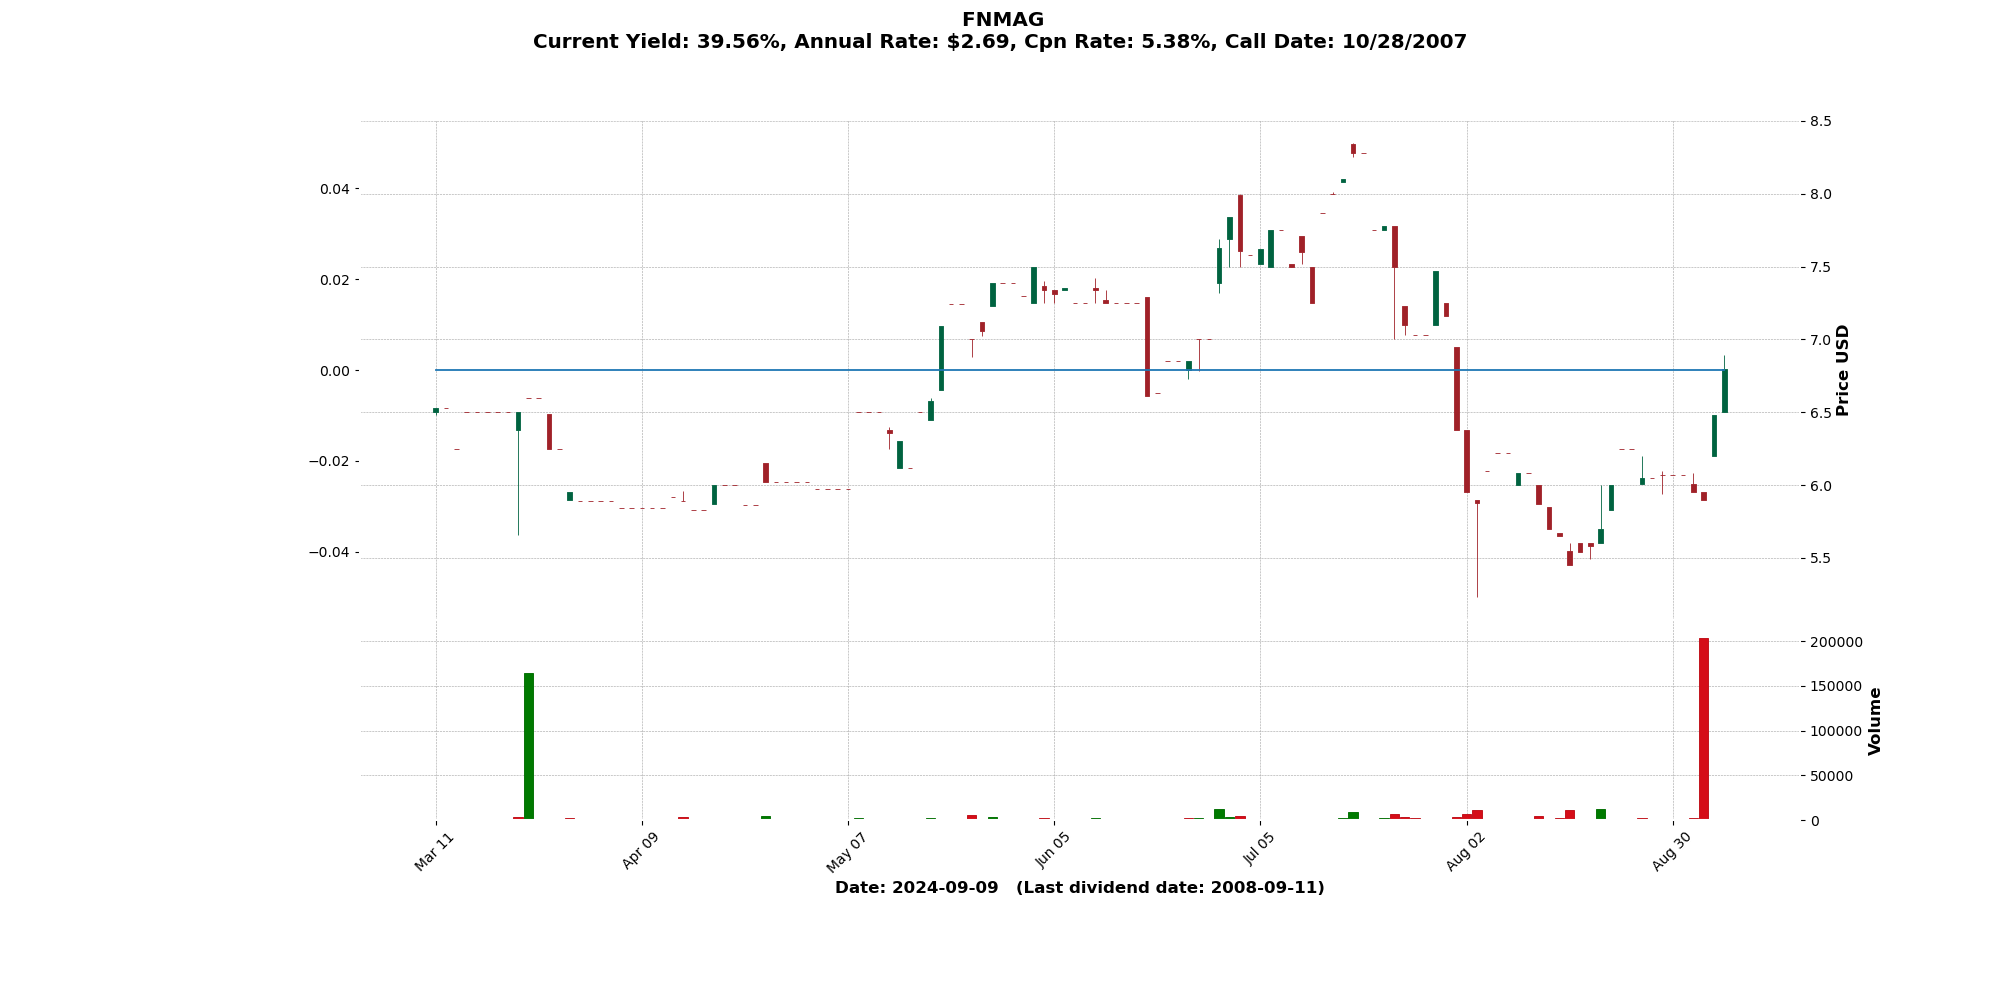 FNMAG
Current Yield: 39.56%, Annual Rate: $2.69, Cpn Rate: 5.38%, Call Date: 10/28/2007
0.04
0.02
0.00
−0.02
−0.04
8.5
8.0
7.5
7.0
6.5
6.0
5.5
Price USD
200000
150000
100000
50000
0
Volume
Mar 11
Apr 09
May 07
Jun 05
Jul 05
Aug 02
Aug 30
Date: 2024-09-09 (Last dividend date: 2008-09-11)